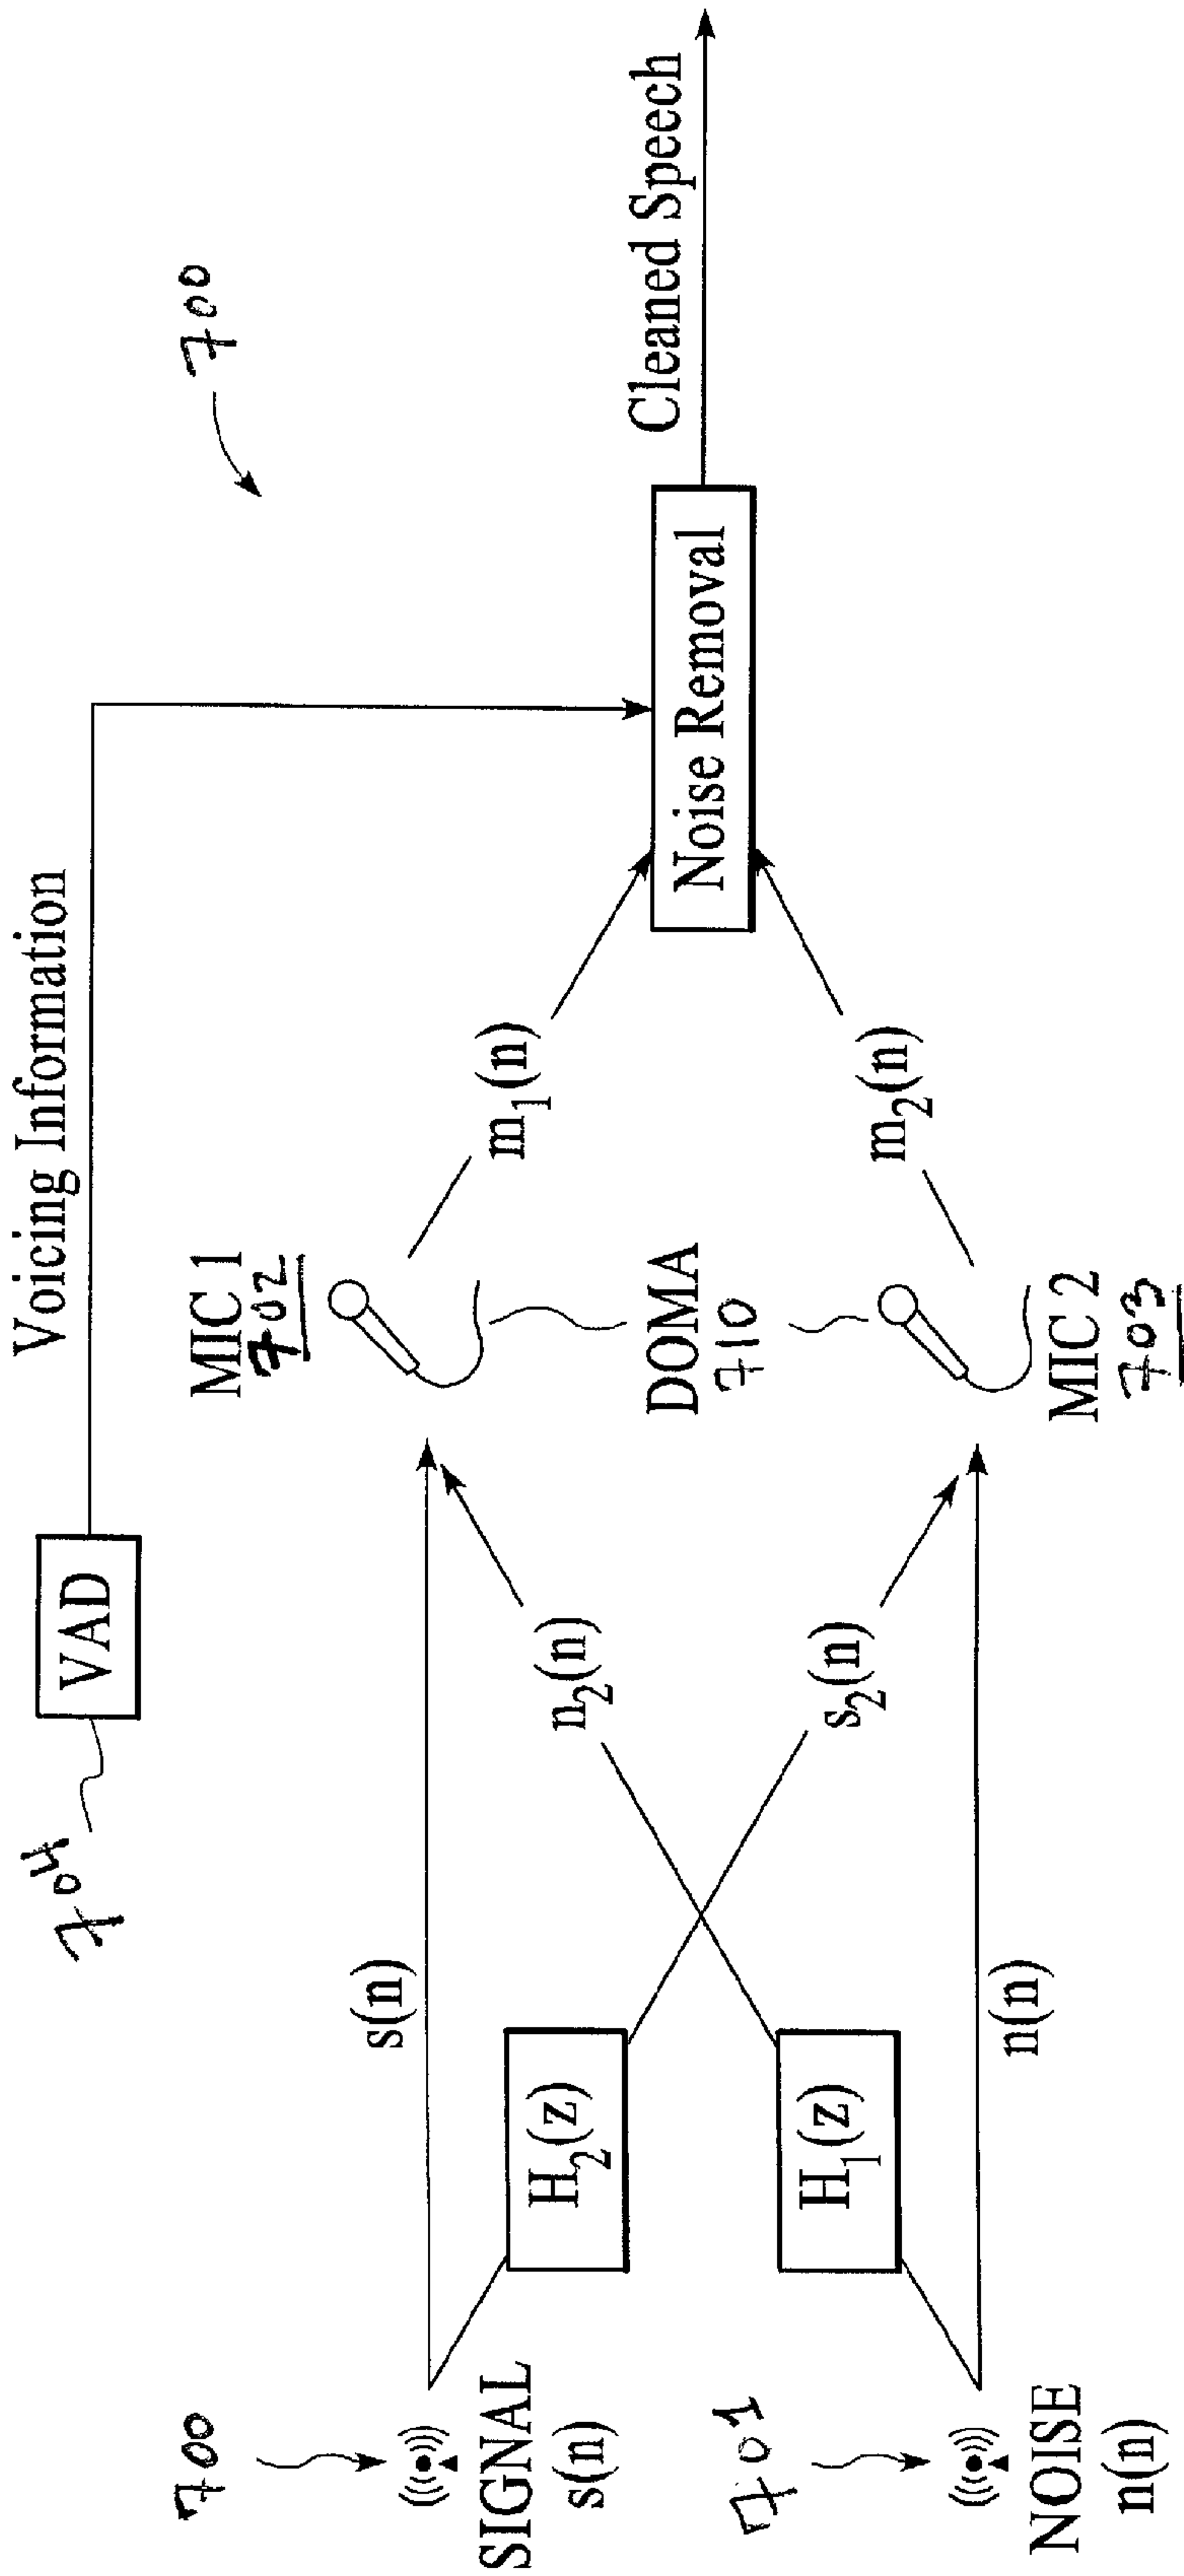 Voicing Information
VAD
704
700
MIC 1
702
s(n)
700
SIGNAL
s(n)
H2(z)
n2(n)
m1(n)
Cleaned Speech
DOMA
710
Noise Removal
701
H1(z)
s2(n)
m2(n)
NOISE
n(n)
n(n)
MIC 2
703